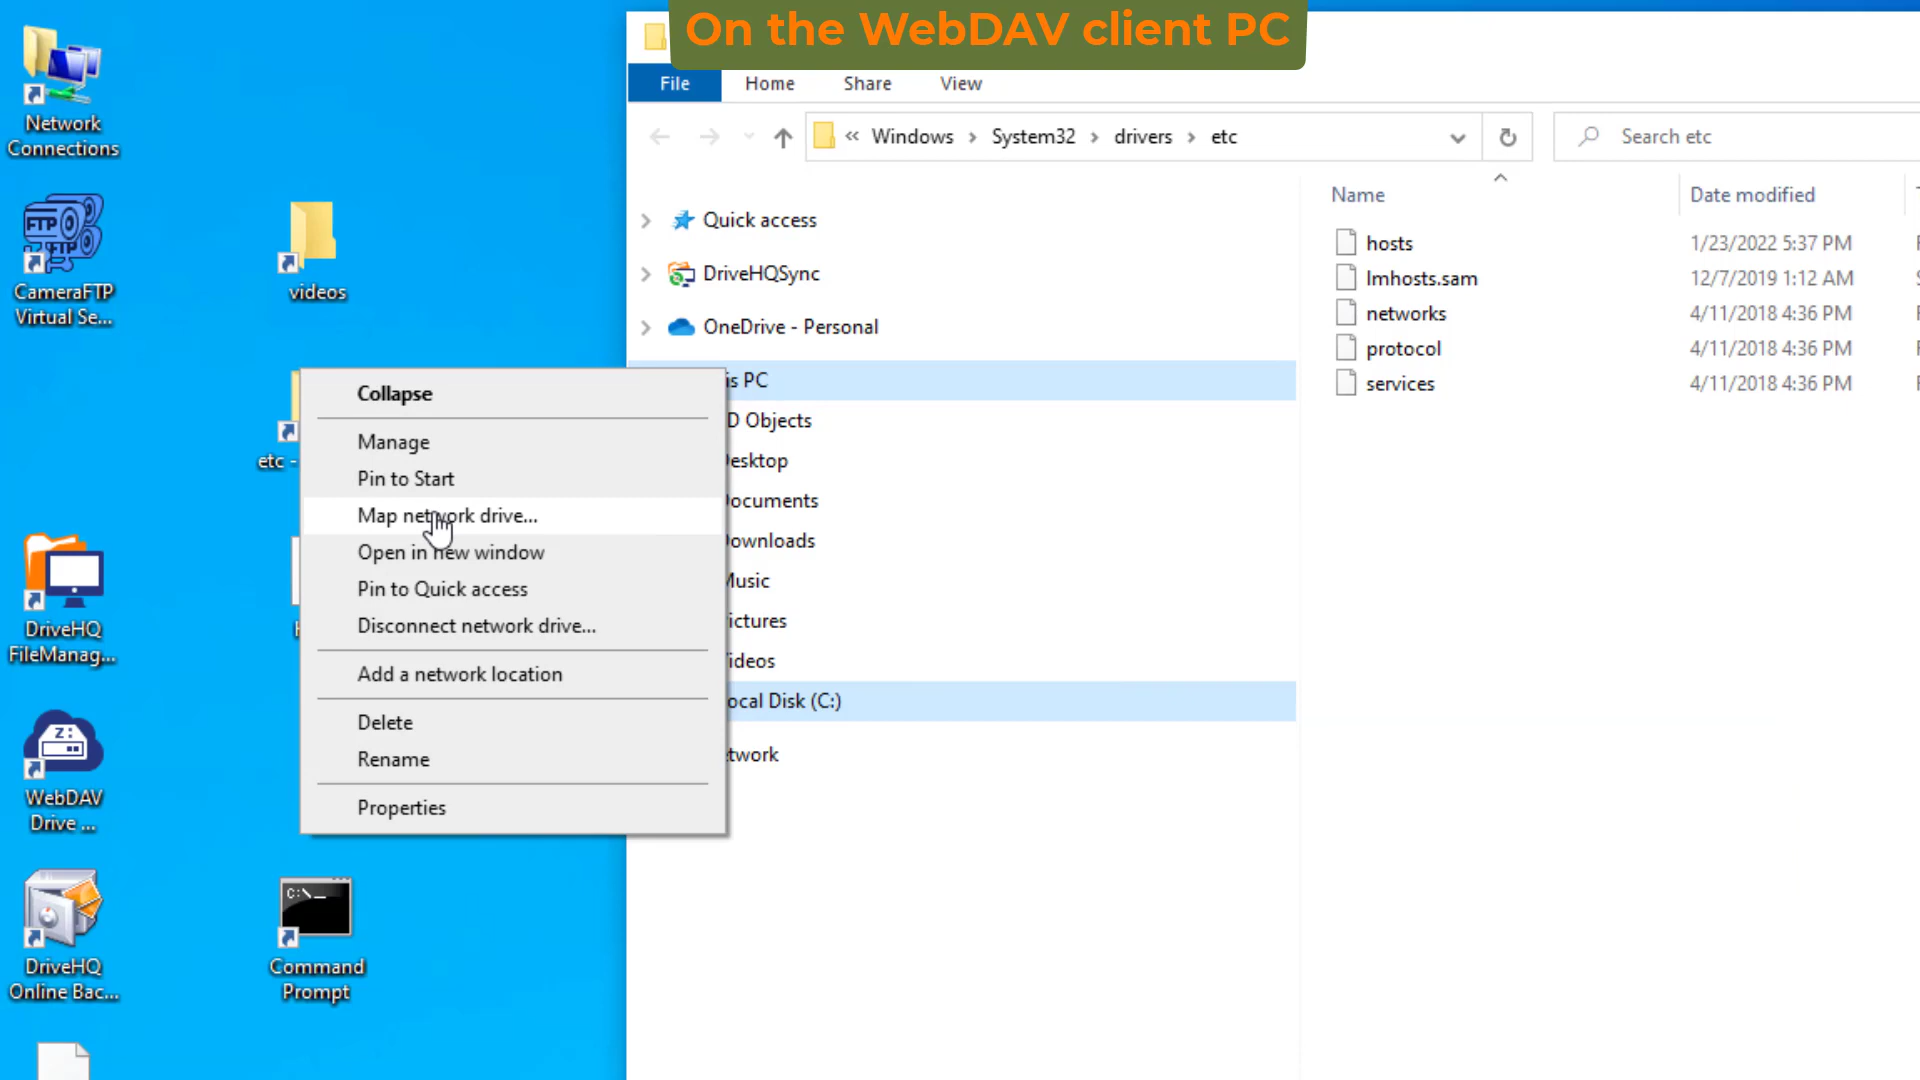 On the WebDAV client PC
File
Home
Share
View
« Windows > System32 > drivers > etc
Search etc
Network
Connections
CameraFTP
Virtual Se...
videos
etc -
DriveHQ
FileManag...
WebDAV
Drive ...
DriveHQ
Online Bac...
Command
Prompt
Collapse
Manage
Pin to Start
Map network drive...
Open in new window
Pin to Quick access
Disconnect network drive...
Add a network location
Delete
Rename
Properties
Quick access
DriveHQSync
OneDrive - Personal
is PC
D Objects
esktop
ocuments
ownloads
Music
ictures
ideos
ocal Disk (C:)
twork
Name
Date modified
hosts
1/23/2022 5:37 PM
lmhosts.sam
12/7/2019 1:12 AM
networks
4/11/2018 4:36 PM
protocol
4/11/2018 4:36 PM
services
4/11/2018 4:36 PM